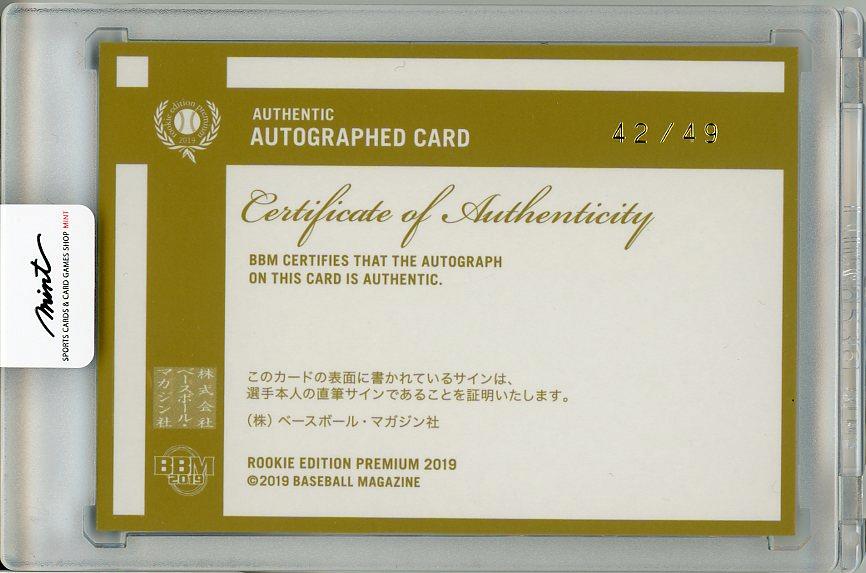 rookie edition premium
2019
AUTHENTIC
AUTOGRAPHED CARD
42/49
Certificate of Authenticity
BBM CERTIFIES THAT THE AUTOGRAPH
ON THIS CARD IS AUTHENTIC.
mint
SPORTS CARDS & CARD GAMES SHOP MINT
このカードの表面に書かれているサインは、
選手本人の直筆サインであることを証明いたします。
(株) ベースボール・マガジン社
株式会社
ベースボール・
マガジン社
BBM
2019
ROOKIE EDITION PREMIUM 2019
©2019 BASEBALL MAGAZINE